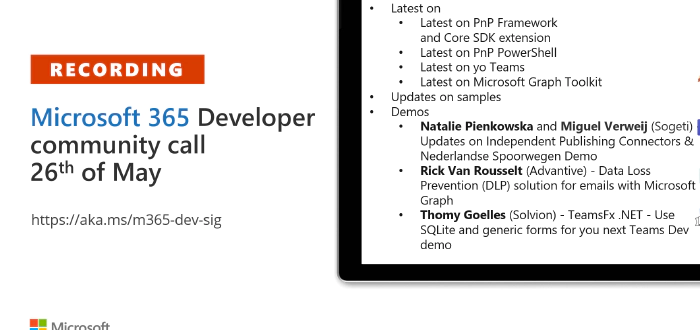 RECORDING
Microsoft 365 Developer
community call
26th of May
https://aka.ms/m365-dev-sig
Microsoft
• Latest on
• Latest on PnP Framework
and Core SDK extension
• Latest on PnP PowerShell
• Latest on yo Teams
• Latest on Microsoft Graph Toolkit
• Updates on samples
• Demos
• Natalie Pienkowska and Miguel Verweij (Sogeti)
Updates on Independent Publishing Connectors &
Nederlandse Spoorwegen Demo
• Rick Van Rousselt (Advantive) - Data Loss
Prevention (DLP) solution for emails with Microsoft
Graph
• Thomy Goelles (Solvion) - TeamsFx .NET - Use
SQLite and generic forms for you next Teams Dev
demo